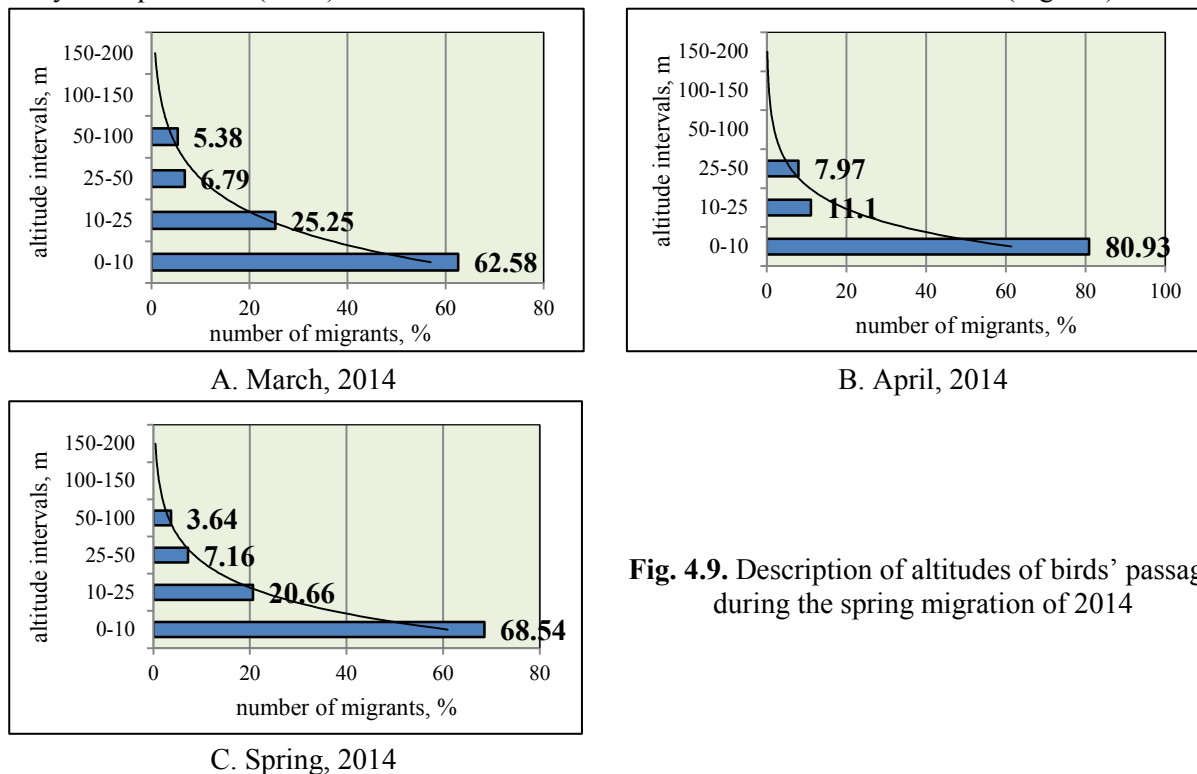 altitude intervals, m
150-200
100-150
50-100
25-50
10-25
0-10
5.38
6.79
25.25
62.58
0 20 40 60 80
number of migrants, %
A. March, 2014
altitude intervals, m
150-200
100-150
50-100
25-50
10-25
0-10
7.97
11.1
80.93
0 20 40 60 80 100
number of migrants, %
B. April, 2014
altitude intervals, m
150-200
100-150
50-100
25-50
10-25
0-10
3.64
7.16
20.66
68.54
0 20 40 60 80
number of migrants, %
C. Spring, 2014
Fig. 4.9. Description of altitudes of birds’ passag
during the spring migration of 2014